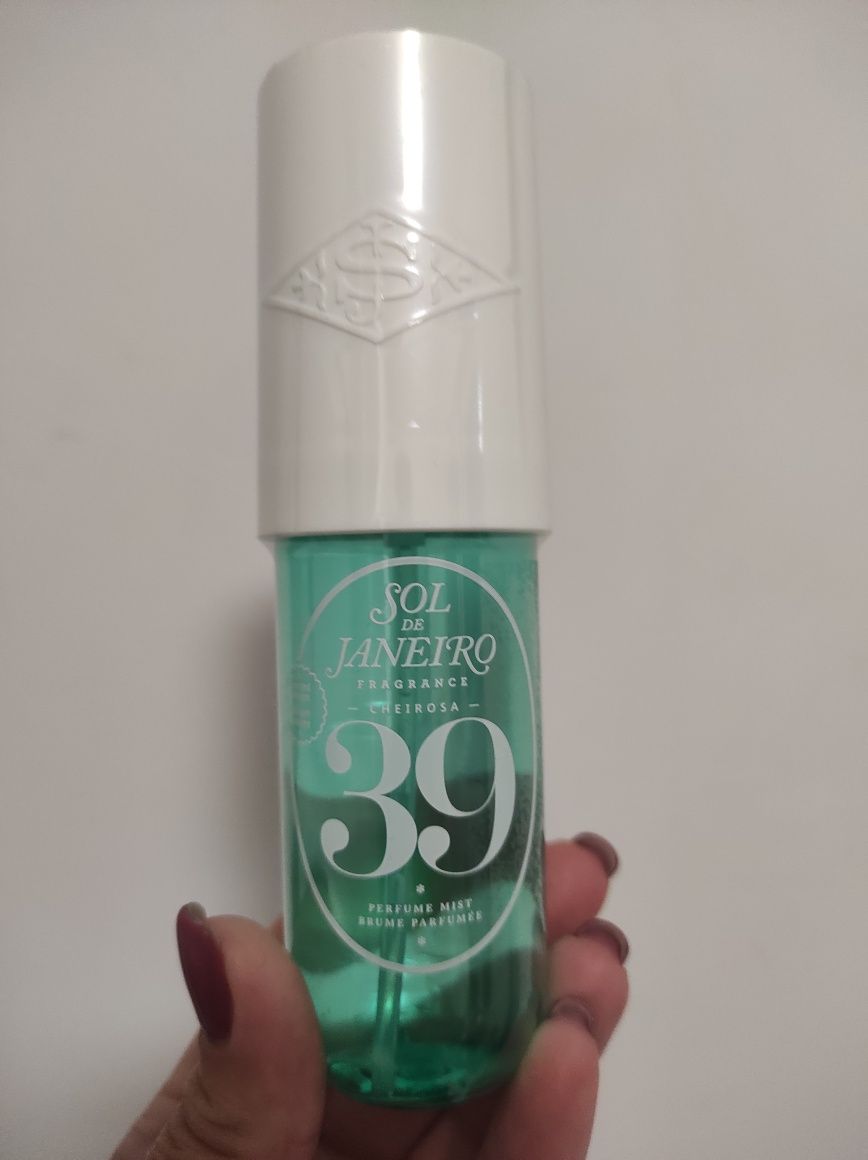 SOL
DE
JANEIRO
FRAGRANCE
— CHEIROSA —
39
PERFUME MIST
BRUME PARFUMÉE